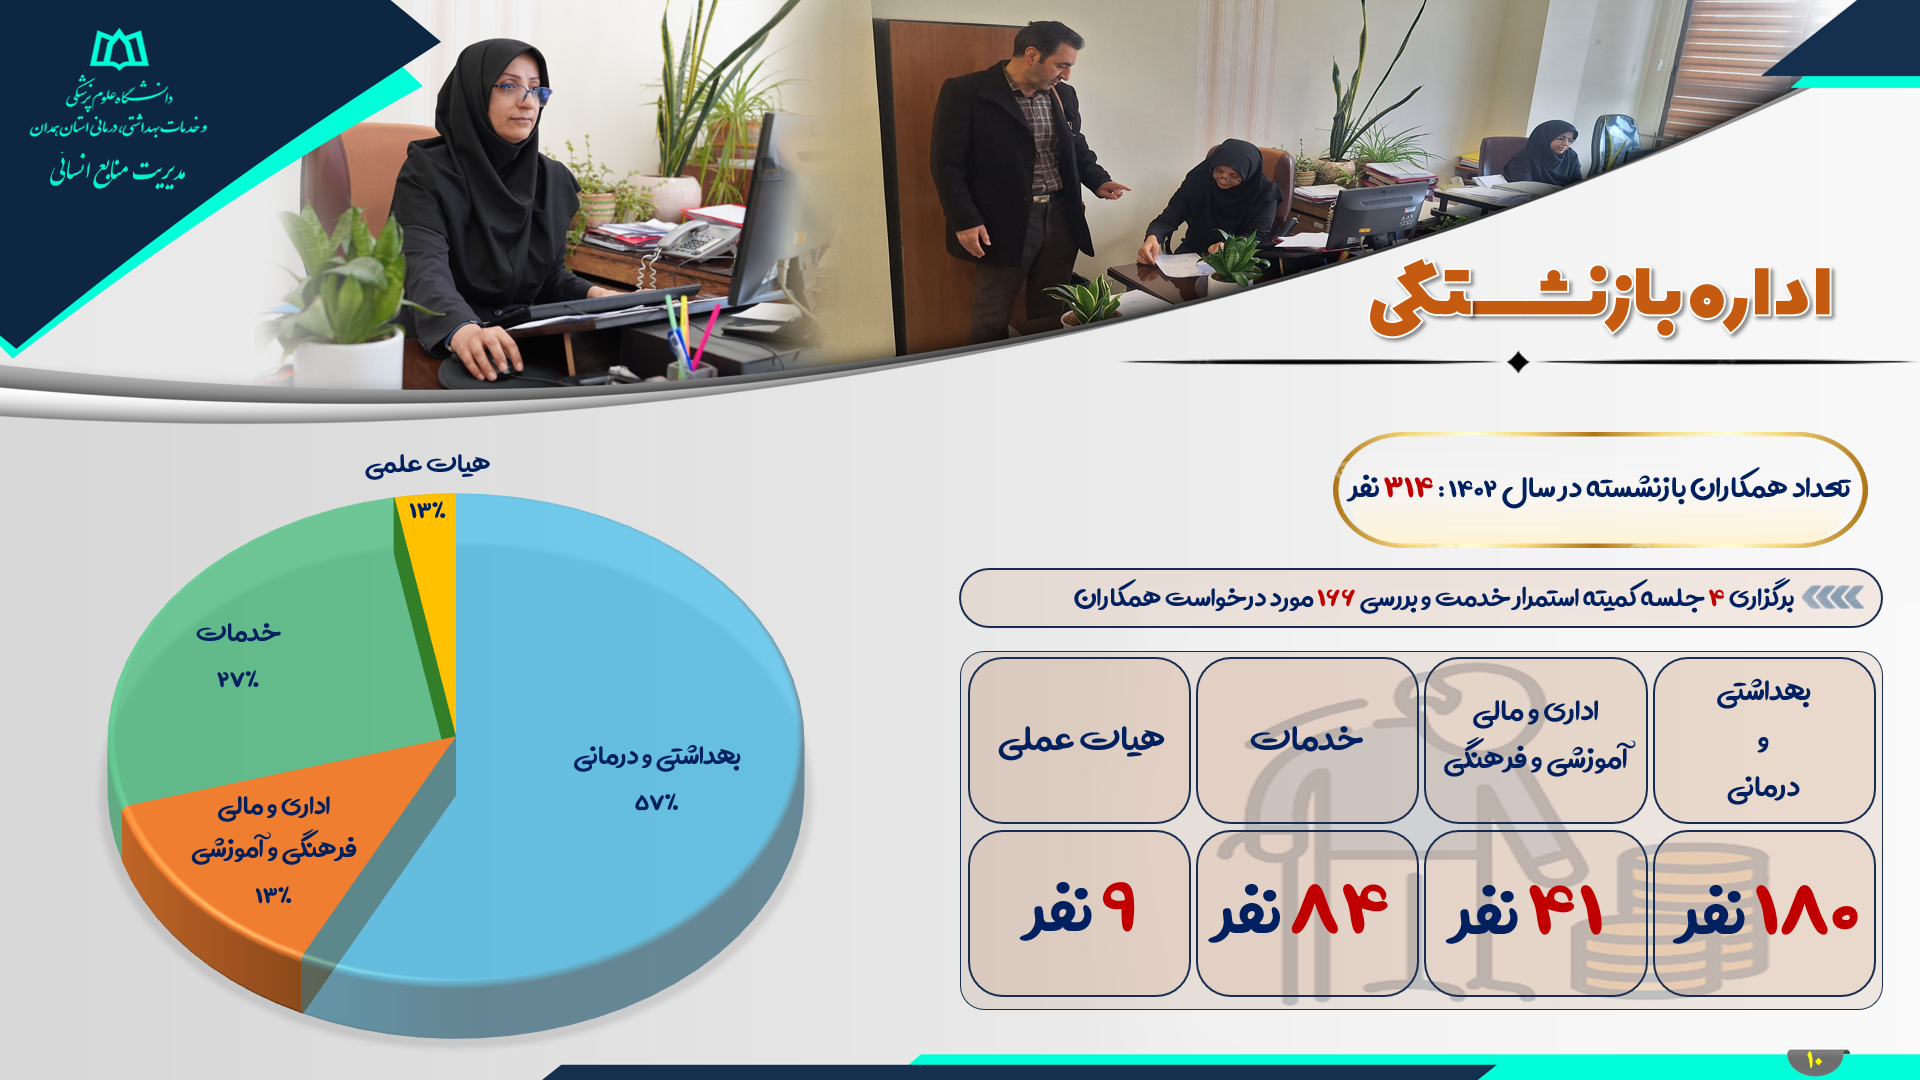 دانشگاه علوم پزشکی
و خدمات بهداشتی، درمانی استان همدان
مدیریت منابع انسانی
اداره بازنشستگی
تعداد همکاران بازنشسته در سال ۱۴۰۲ : ۳۱۴ نفر
برگزاری ۴ جلسه کمیته استمرار خدمت و بررسی ۱۶۶ مورد درخواست همکاران
بهداشتی
و
درمانی
اداری و مالی
آموزشی و فرهنگی
خدمات
هیات عملی
۱۸۰ نفر
۴۱ نفر
۸۴ نفر
۹ نفر
هیات علمی
۱۳٪
خدمات
۲۷٪
بهداشتی و درمانی
۵۷٪
اداری و مالی
فرهنگی و آموزشی
۱۳٪
۱۰